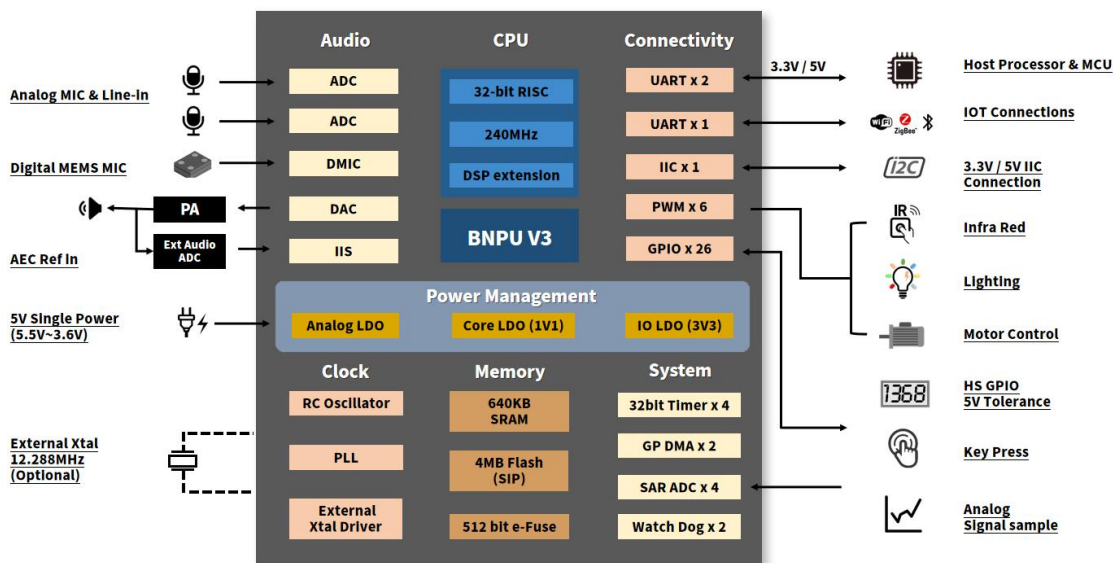 Audio
CPU
Connectivity
Analog MIC & Line-in
ADC
ADC
Digital MEMS MIC
DMIC
PA
DAC
Ext Audio
ADC
IIS
AEC Ref in
32-bit RISC
240MHz
DSP extension
BNPU V3
UART x 2
UART x 1
IIC x 1
PWM x 6
GPIO x 26
3.3V / 5V
Host Processor & MCU
WiFi
ZigBee
IOT Connections
I2C
3.3V / 5V IIC
Connection
IR
Infra Red
Lighting
Motor Control
5V Single Power
(5.5V~3.6V)
Power Management
Analog LDO
Core LDO (1V1)
IO LDO (3V3)
Clock
Memory
System
External Xtal
12.288MHz
(Optional)
RC Oscillator
PLL
External
Xtal Driver
640KB
SRAM
4MB Flash
(SIP)
512 bit e-Fuse
32bit Timer x 4
GP DMA x 2
SAR ADC x 4
Watch Dog x 2
1368
HS GPIO
5V Tolerance
Key Press
Analog
Signal sample